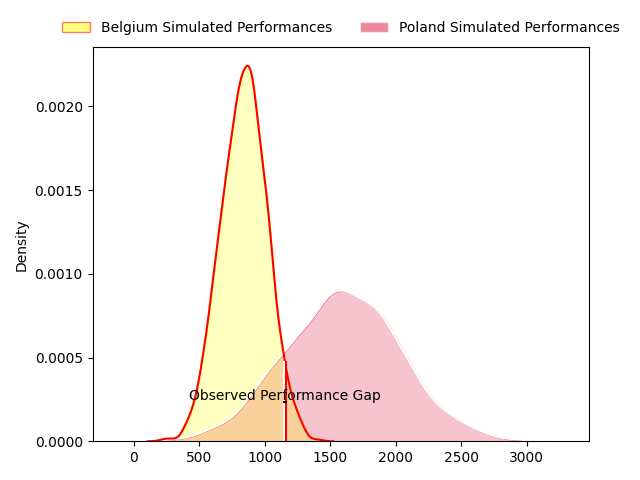 Belgium Simulated Performances Poland Simulated Performances
0.0020
0.0015
0.0010
0.0005
0.0000
Density
Observed Performance Gap
0 500 1000 1500 2000 2500 3000